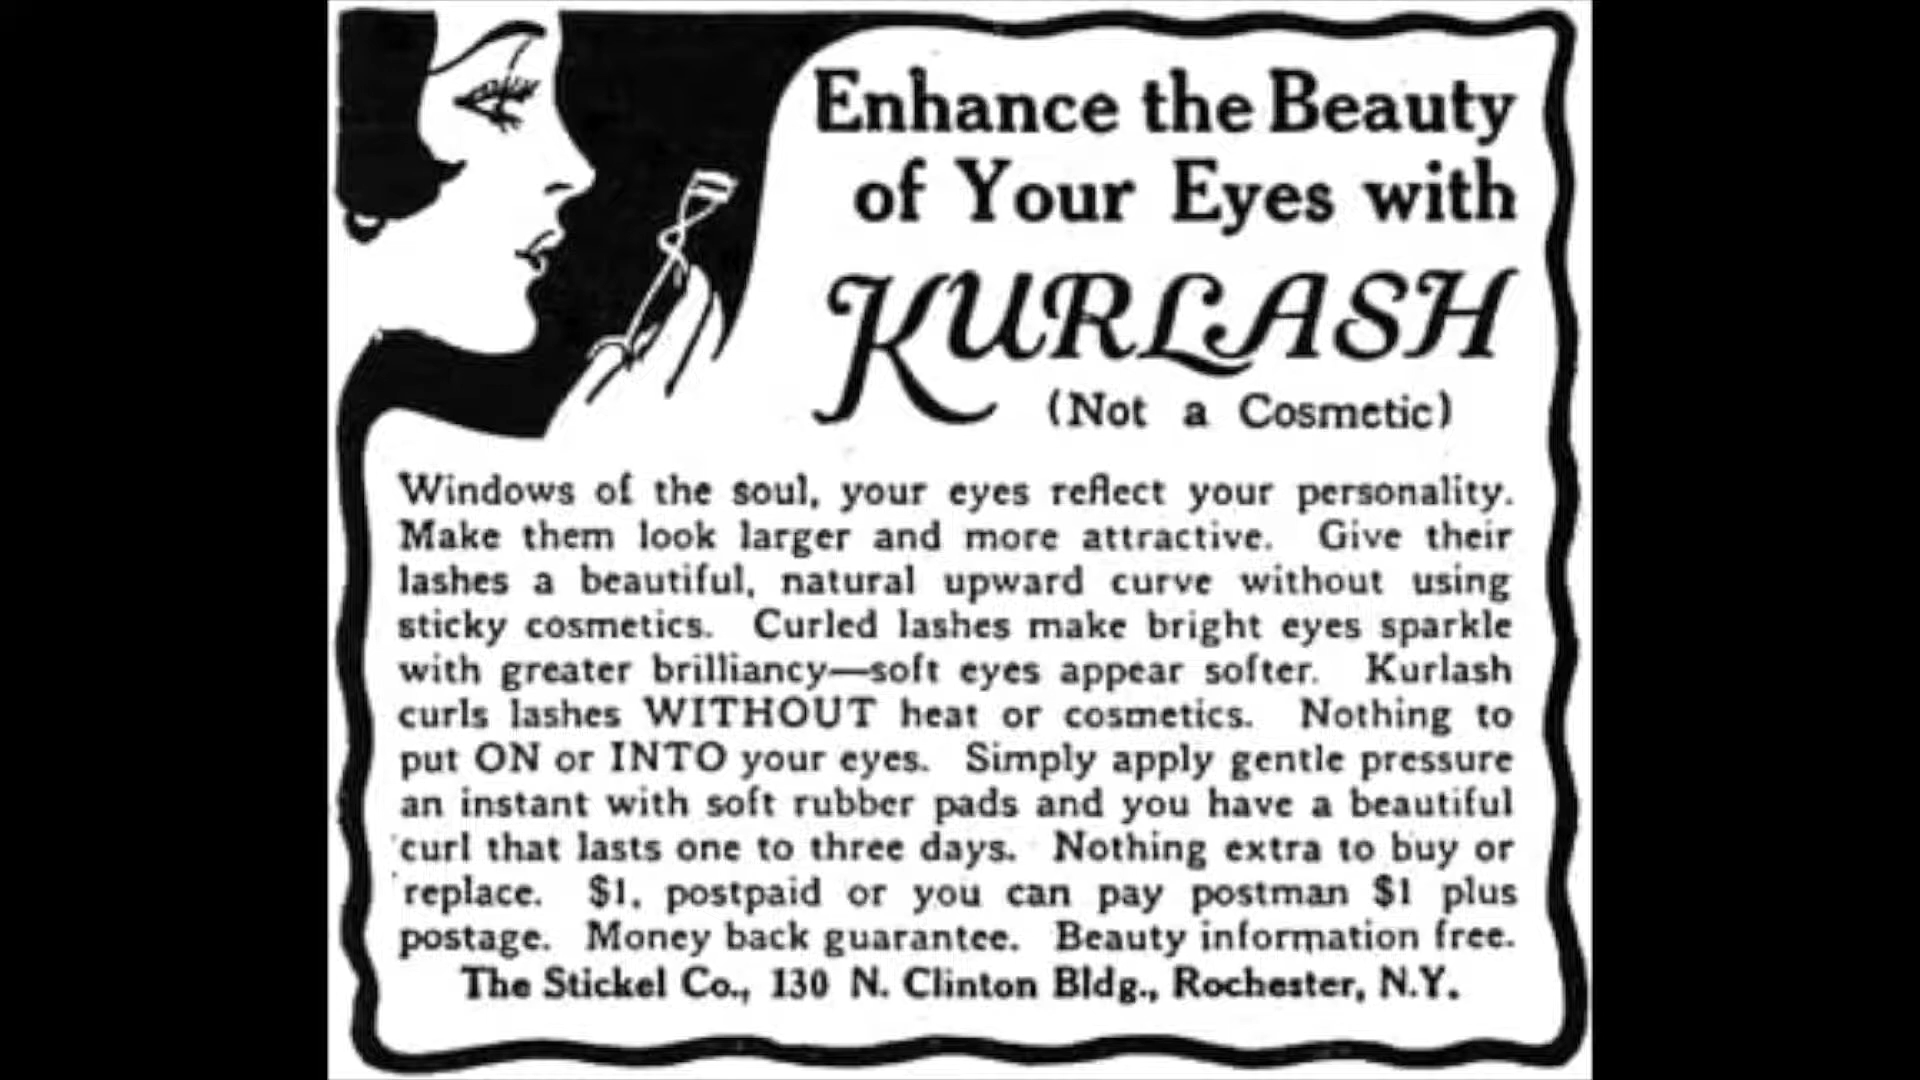 Enhance the Beauty
of Your Eyes with
KURLASH
(Not a Cosmetic)
Windows of the soul, your eyes reflect your personality.
Make them look larger and more attractive. Give their
lashes a beautiful, natural upward curve without using
sticky cosmetics. Curled lashes make bright eyes sparkle
with greater brilliancy—soft eyes appear softer. Kurlash
curls lashes WITHOUT heat or cosmetics. Nothing to
put ON or INTO your eyes. Simply apply gentle pressure
an instant with soft rubber pads and you have a beautiful
curl that lasts one to three days. Nothing extra to buy or
replace. $1, postpaid or you can pay postman $1 plus
postage. Money back guarantee. Beauty information free.
The Stickel Co., 130 N. Clinton Bldg., Rochester, N.Y.